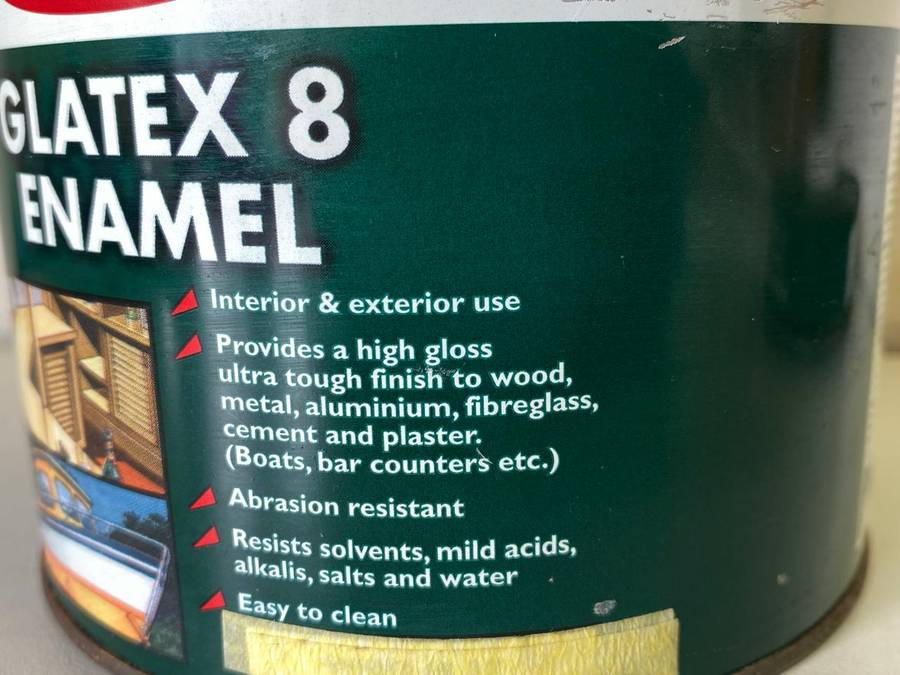 GLATEX 8
ENAMEL
Interior & exterior use
Provides a high gloss
ultra tough finish to wood,
metal, aluminium, fibreglass,
cement and plaster.
(Boats, bar counters etc.)
Abrasion resistant
Resists solvents, mild acids,
alkalis, salts and water
Easy to clean